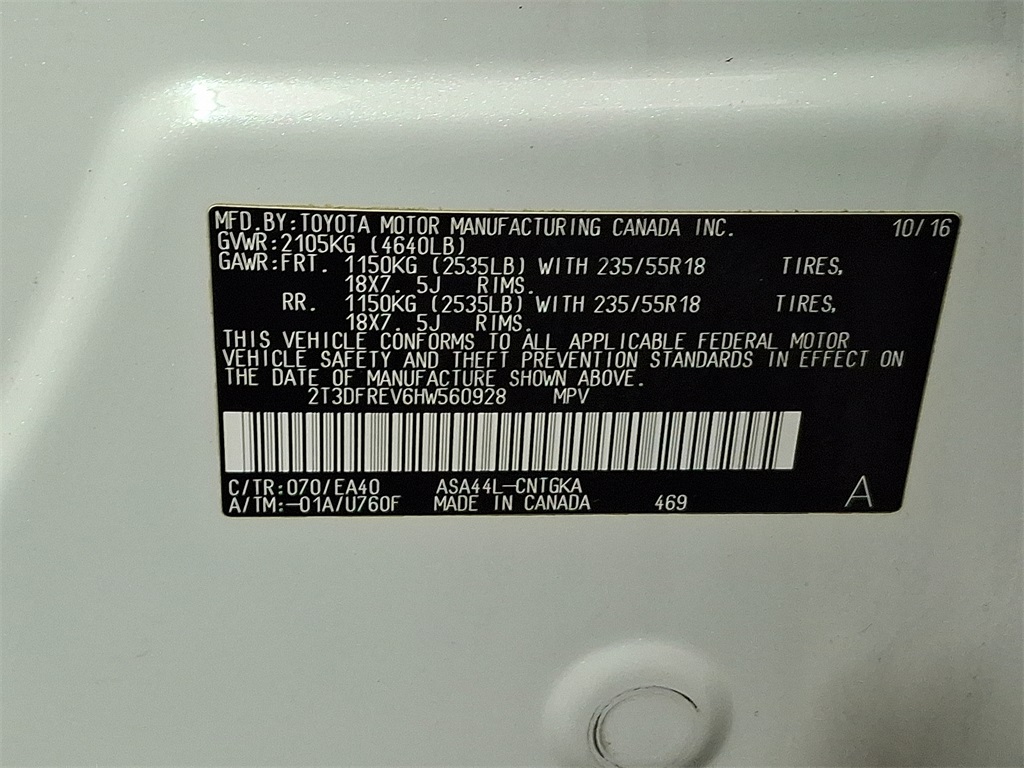 MFD.BY:TOYOTA MOTOR MANUFACTURING CANADA INC. 10/16
GVWR:2105KG (4640LB)
GAWR:FRT. 1150KG (2535LB) WITH 235/55R18 TIRES,
18X7. 5J RIMS.
RR. 1150KG (2535LB) WITH 235/55R18 TIRES,
18X7. 5J RIMS.
THIS VEHICLE CONFORMS TO ALL APPLICABLE FEDERAL MOTOR
VEHICLE SAFETY AND THEFT PREVENTION STANDARDS IN EFFECT ON
THE DATE OF MANUFACTURE SHOWN ABOVE.
2T3DFREV6HW560928 MPV
C/TR:070/EA40 ASA44L-CNTGKA
A/TM:-01A/U760F MADE IN CANADA 469 A